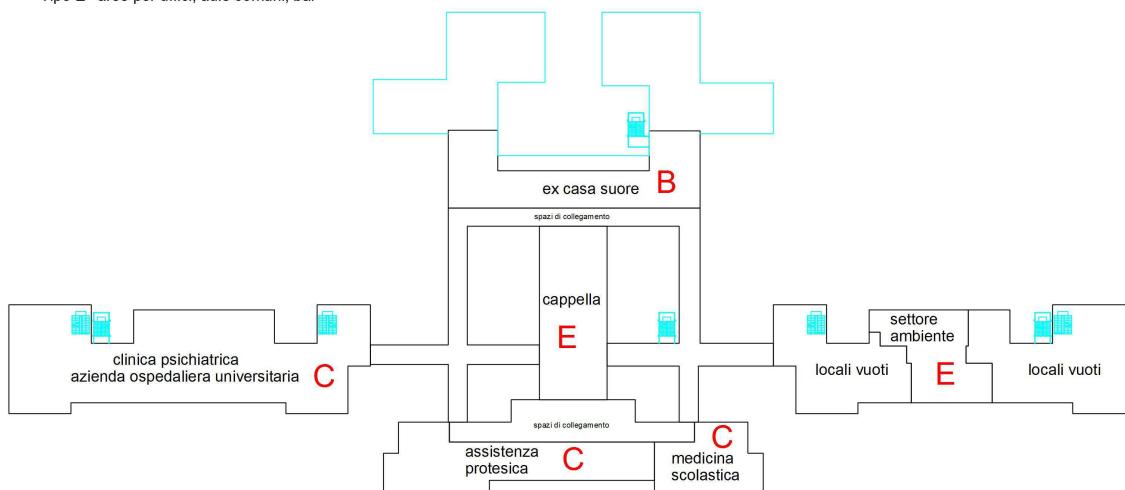 ex casa suore
B
spazi di collegamento
cappella
E
clinica psichiatrica
azienda ospedaliera universitaria
C
settore
ambiente
locali vuoti
E
locali vuoti
spazi di collegamento
assistenza
protesica
C
C
medicina
scolastica